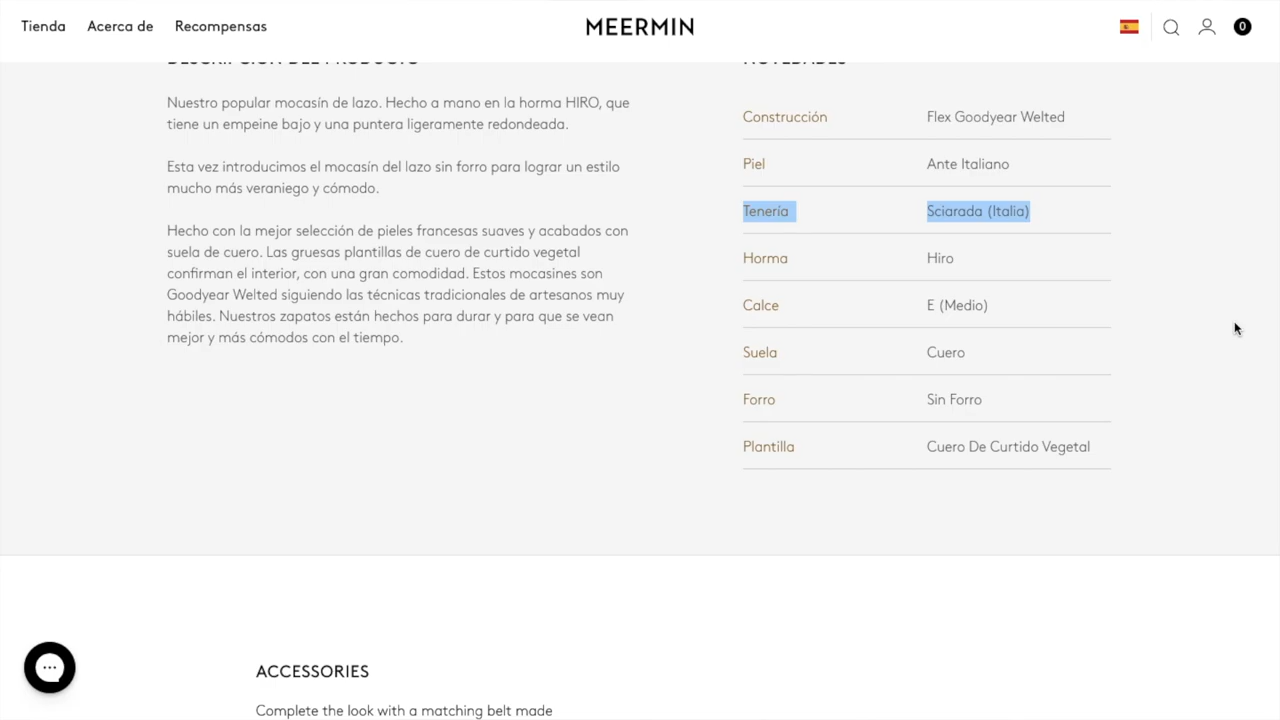 Tienda Acerca de Recompensas MEERMIN 0
DESCRIPCIÓN DEL PRODUCTO
Nuestro popular mocasín de lazo. Hecho a mano en la horma HIRO, que
tiene un empeine bajo y una puntera ligeramente redondeada.
Esta vez introducimos el mocasín del lazo sin forro para lograr un estilo
mucho más veraniego y cómodo.
Hecho con la mejor selección de pieles francesas suaves y acabados con
suela de cuero. Las gruesas plantillas de cuero de curtido vegetal
confirman el interior, con una gran comodidad. Estos mocasines son
Goodyear Welted siguiendo las técnicas tradicionales de artesanos muy
hábiles. Nuestros zapatos están hechos para durar y para que se vean
mejor y más cómodos con el tiempo.
NOVEDADES
Construcción Flex Goodyear Welted
Piel Ante Italiano
Tenería Sciarada (Italia)
Horma Hiro
Calce E (Medio)
Suela Cuero
Forro Sin Forro
Plantilla Cuero De Curtido Vegetal
ACCESSORIES
Complete the look with a matching belt made